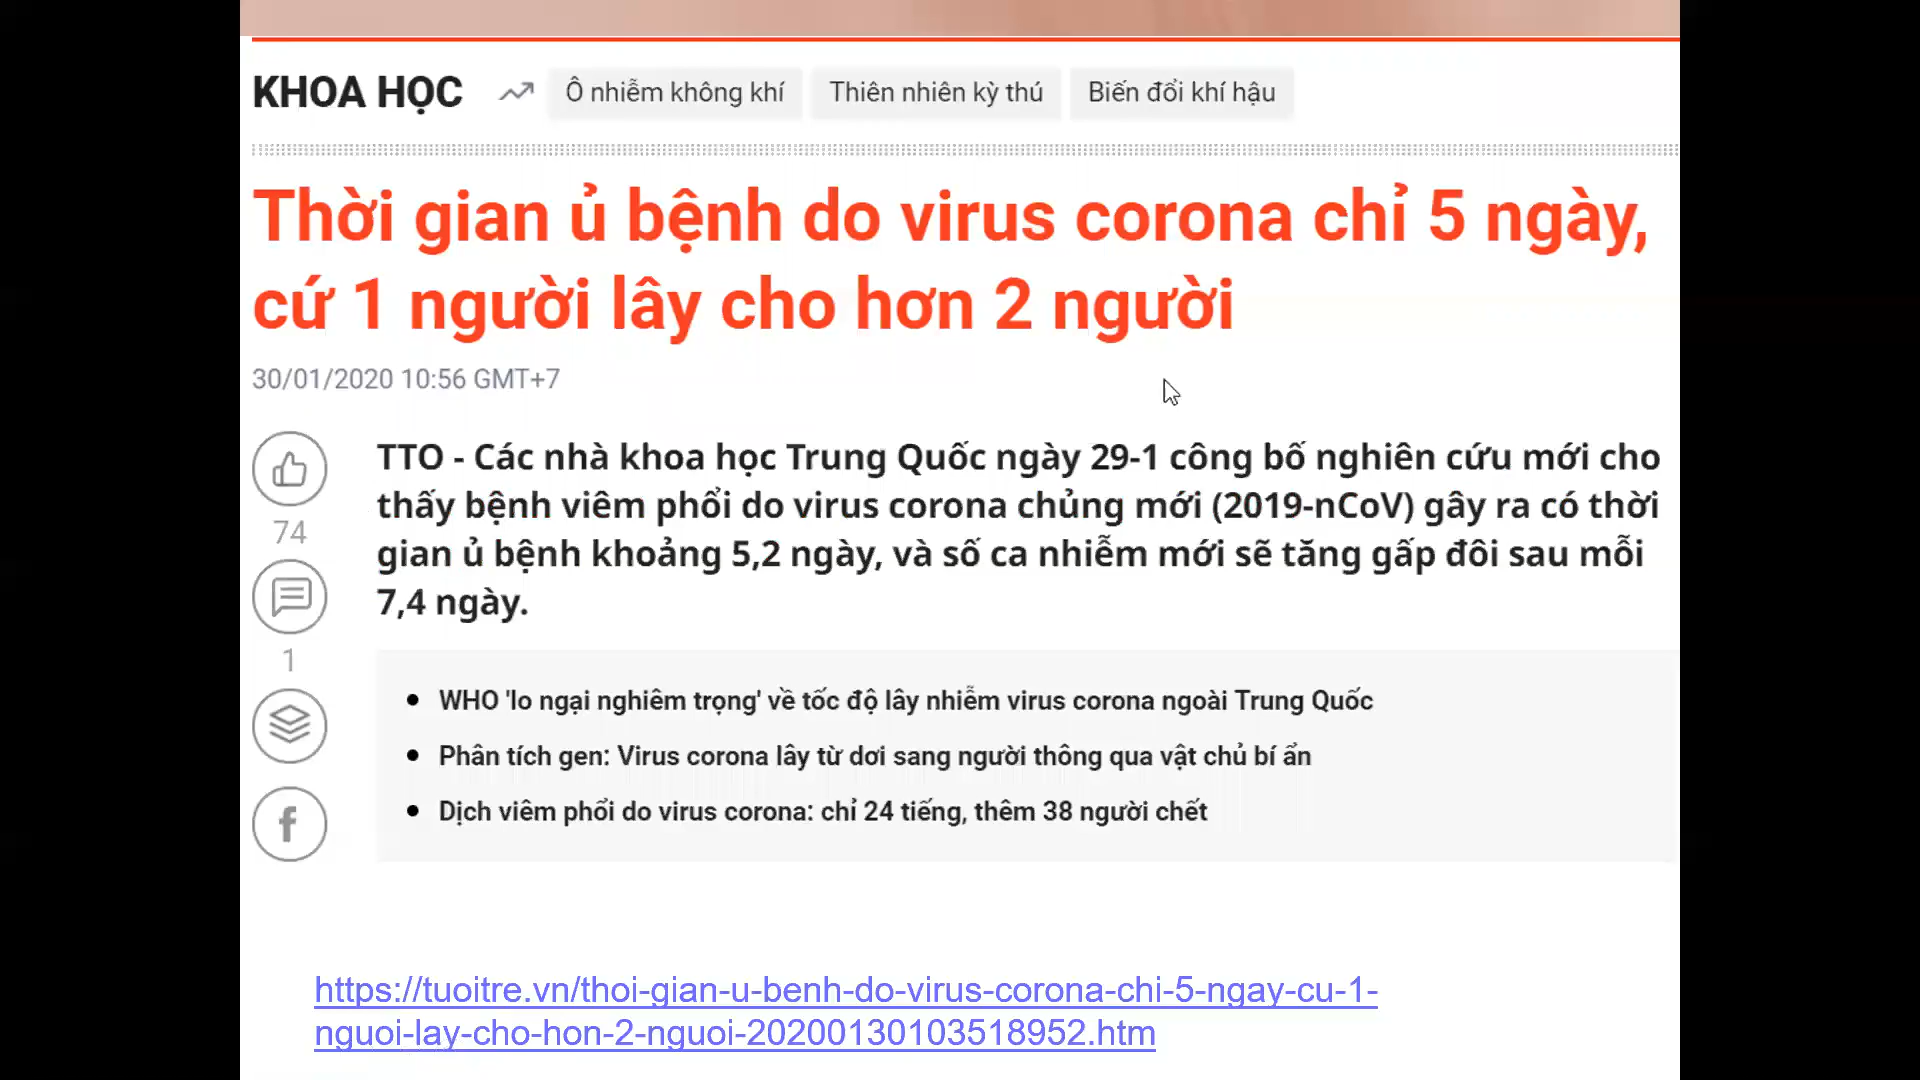 KHOA HỌC
Ô nhiễm không khí
Thiên nhiên kỳ thú
Biến đổi khí hậu
Thời gian ủ bệnh do virus corona chỉ 5 ngày,
cứ 1 người lây cho hơn 2 người
30/01/2020 10:56 GMT+7
74
1
TTO - Các nhà khoa học Trung Quốc ngày 29-1 công bố nghiên cứu mới cho
thấy bệnh viêm phổi do virus corona chủng mới (2019-nCoV) gây ra có thời
gian ủ bệnh khoảng 5,2 ngày, và số ca nhiễm mới sẽ tăng gấp đôi sau mỗi
7,4 ngày.
WHO 'lo ngại nghiêm trọng' về tốc độ lây nhiễm virus corona ngoài Trung Quốc
Phân tích gen: Virus corona lây từ dơi sang người thông qua vật chủ bí ẩn
Dịch viêm phổi do virus corona: chỉ 24 tiếng, thêm 38 người chết
https://tuoitre.vn/thoi-gian-u-benh-do-virus-corona-chi-5-ngay-cu-1-
nguoi-lay-cho-hon-2-nguoi-20200130103518952.htm